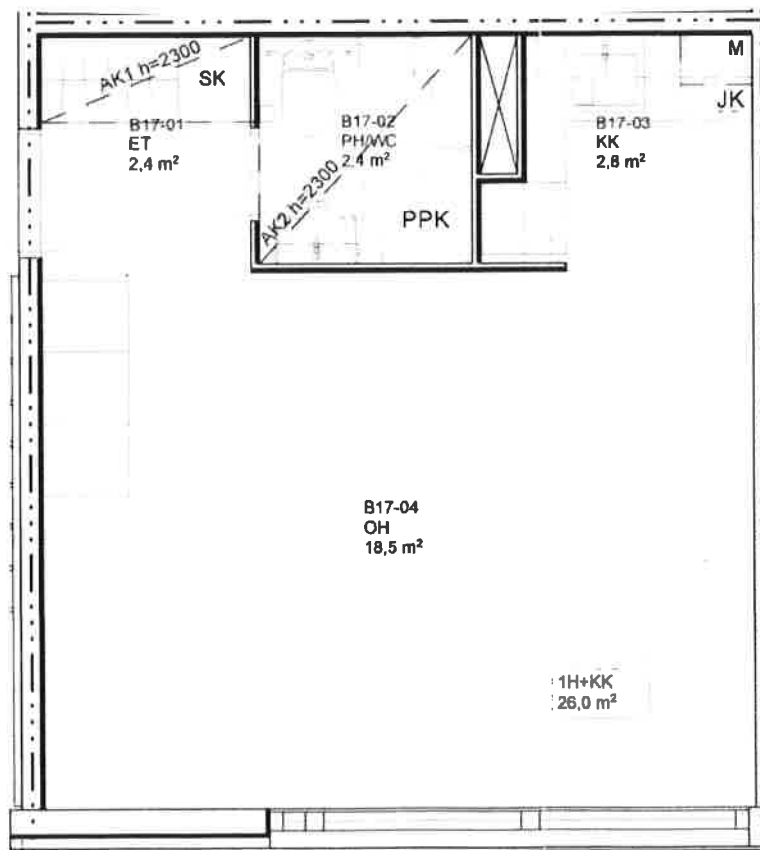 AK1 h=2300
SK
M
JK
B17-01
ET
2,4 m²
B17-02
PH/WC
2,4 m²
B17-03
KK
2,8 m²
AK2 h=2300
PPK
B17-04
OH
18,5 m²
1H+KK
26,0 m²